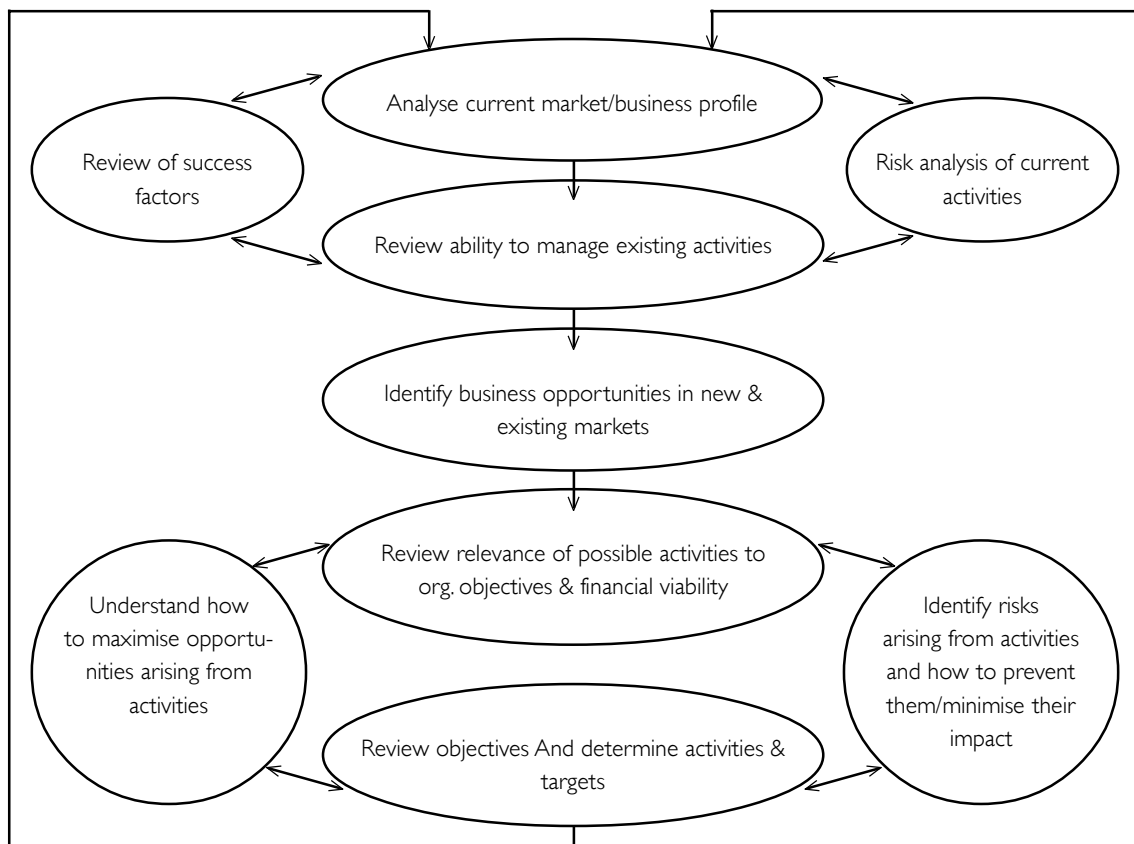 Analyse current market/business profile
Review of success
factors
Risk analysis of current
activities
Review ability to manage existing activities
Identify business opportunities in new &
existing markets
Review relevance of possible activities to
org. objectives & financial viability
Understand how
to maximise opportu-
nities arising from
activities
Identify risks
arising from activities
and how to prevent
them/minimise their
impact
Review objectives And determine activities &
targets